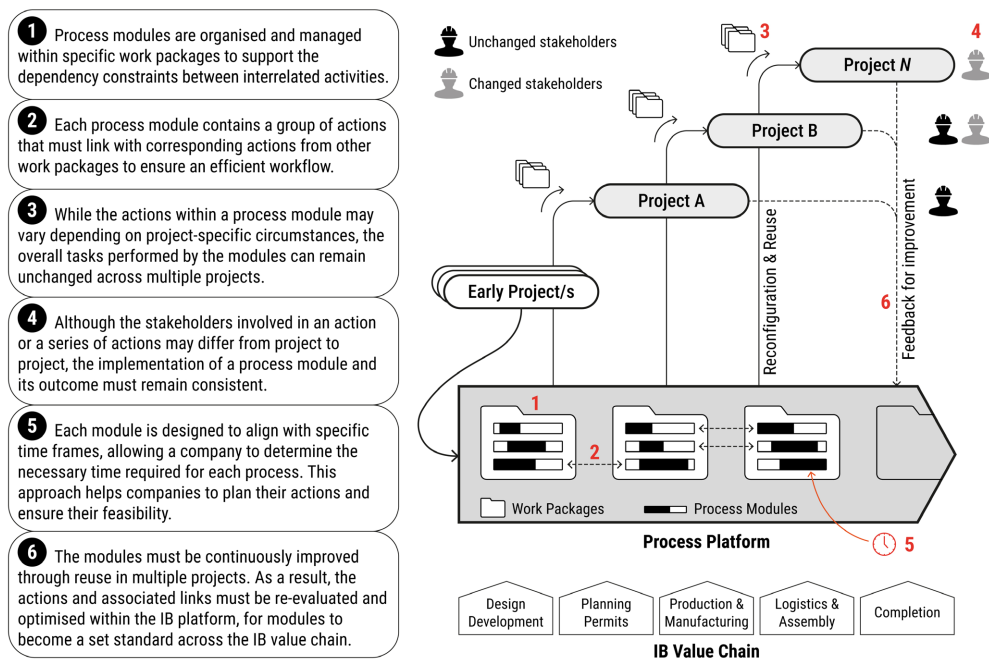 1 Process modules are organised and managed
within specific work packages to support the
dependency constraints between interrelated activities.
2 Each process module contains a group of actions
that must link with corresponding actions from other
work packages to ensure an efficient workflow.
3 While the actions within a process module may
vary depending on project-specific circumstances, the
overall tasks performed by the modules can remain
unchanged across multiple projects.
4 Although the stakeholders involved in an action
or a series of actions may differ from project to
project, the implementation of a process module and
its outcome must remain consistent.
5 Each module is designed to align with specific
time frames, allowing a company to determine the
necessary time required for each process. This
approach helps companies to plan their actions and
ensure their feasibility.
6 The modules must be continuously improved
through reuse in multiple projects. As a result, the
actions and associated links must be re-evaluated and
optimised within the IB platform, for modules to
become a set standard across the IB value chain.
Unchanged stakeholders
Changed stakeholders
3
4
Project N
Project B
Project A
Early Project/s
Reconfiguration & Reuse
Feedback for improvement
6
1
2
Work Packages
Process Modules
5
Process Platform
Design
Development
Planning
Permits
Production &
Manufacturing
Logistics &
Assembly
Completion
IB Value Chain